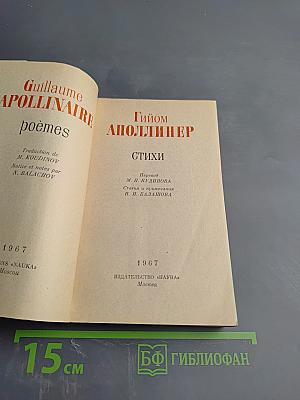 Guillaume
APOLLINAIRE
poèmes
Traduction de
M. KOUDINOV
Notice et notes par
N. BALACHOV
1967
«NAUKA»
Moscou
Гийом
АПОЛЛИНЕР
СТИХИ
Перевод
М. П. КУДИНОВА
Статья и примечания
Н. И. БАЛАШОВА
1967
ИЗДАТЕЛЬСТВО «НАУКА»
Москва
15 см
БФ БИБЛИОФАН